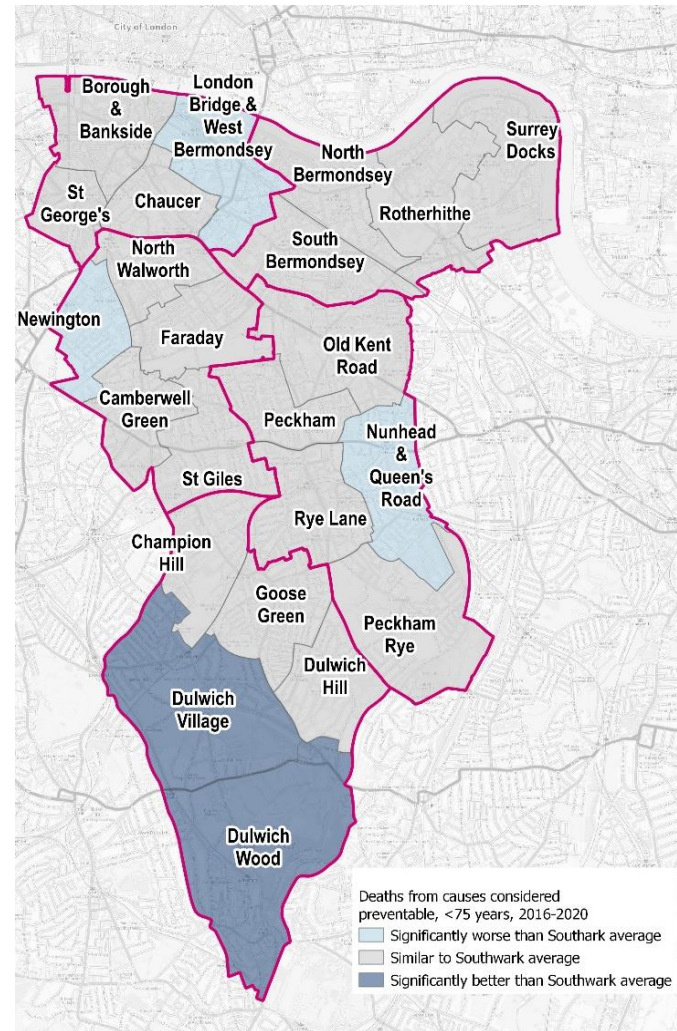 City of London
Borough
&
Bankside
London
Bridge &
West
Bermondsey
Surrey
Docks
North
Bermondsey
St
George's
Chaucer
Rotherhithe
South
Bermondsey
North
Walworth
Newington
Faraday
Old Kent
Road
Camberwell
Green
Peckham
Nunhead
&
Queen's
Road
St Giles
Rye Lane
Champion
Hill
Goose
Green
Peckham
Rye
Dulwich
Hill
Dulwich
Village
Dulwich
Wood
Deaths from causes considered
preventable, <75 years, 2016-2020
Significantly worse than Southark average
Similar to Southwark average
Significantly better than Southwark average